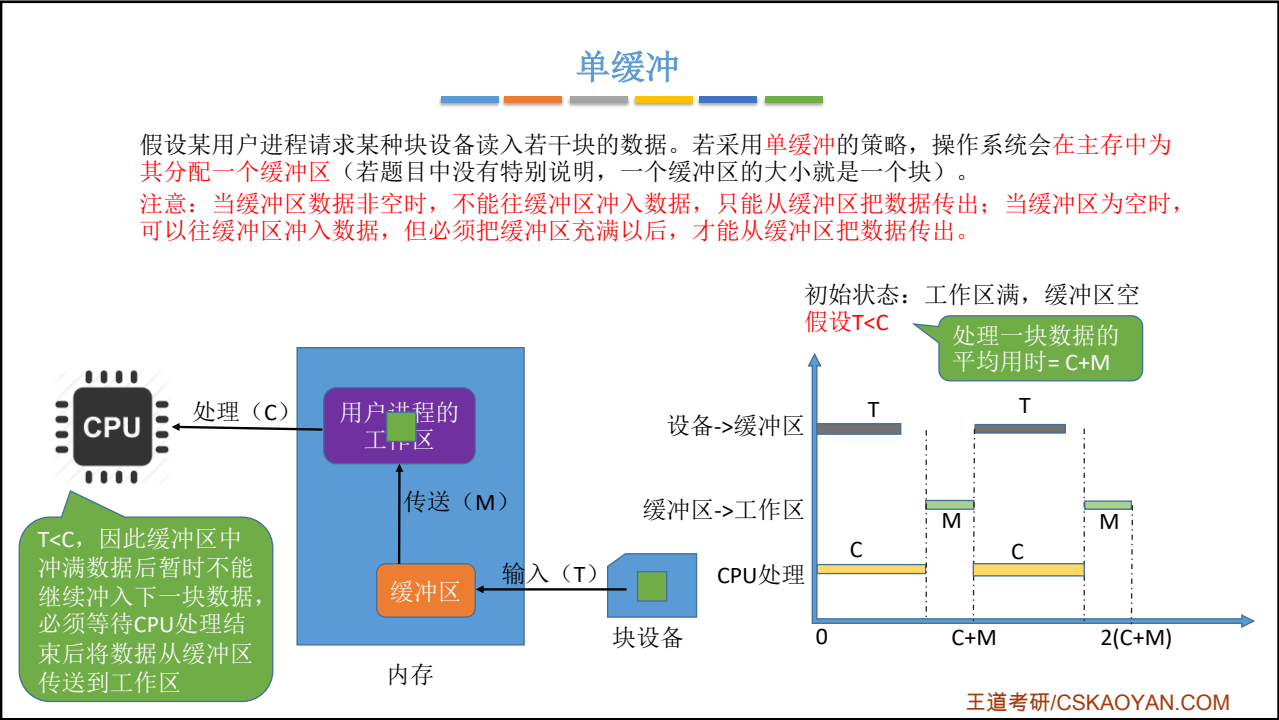 单缓冲
假设某用户进程请求某种块设备读入若干块的数据。若采用单缓冲的策略，操作系统会在主存中为
其分配一个缓冲区（若题目中没有特别说明，一个缓冲区的大小就是一个块）。
注意：当缓冲区数据非空时，不能往缓冲区冲入数据，只能从缓冲区把数据传出；当缓冲区为空时，
可以往缓冲区冲入数据，但必须把缓冲区充满以后，才能从缓冲区把数据传出。
初始状态：工作区满，缓冲区空
假设T<C
处理一块数据的
平均用时= C+M
CPU
处理（C）
用户进程的
工作区
传送（M）
缓冲区
输入（T）
块设备
内存
T<C，因此缓冲区中
冲满数据后暂时不能
继续冲入下一块数据，
必须等待CPU处理结
束后将数据从缓冲区
传送到工作区
设备->缓冲区
T
T
缓冲区->工作区
M
M
CPU处理
C
C
0
C+M
2(C+M)
王道考研/CSKAOYAN.COM